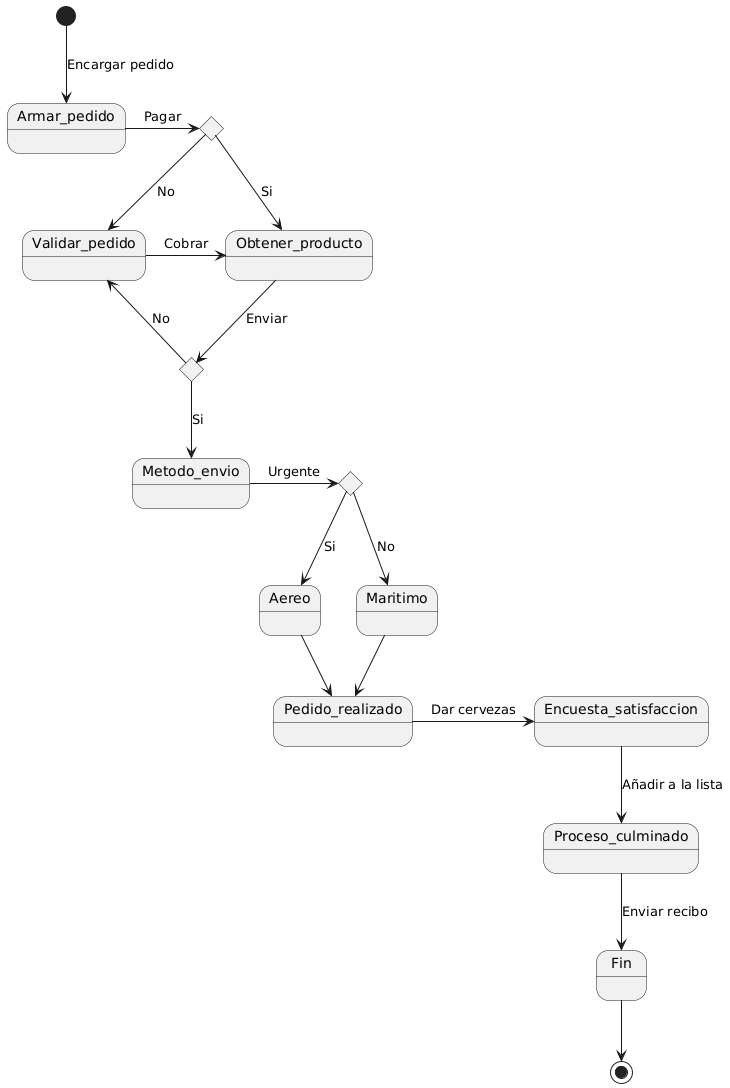 Encargar pedido
Armar_pedido
Pagar
No
Si
Validar_pedido
Cobrar
Obtener_producto
No
Enviar
Si
Metodo_envio
Urgente
Si
No
Aereo
Maritimo
Pedido_realizado
Dar cervezas
Encuesta_satisfaccion
Añadir a la lista
Proceso_culminado
Enviar recibo
Fin